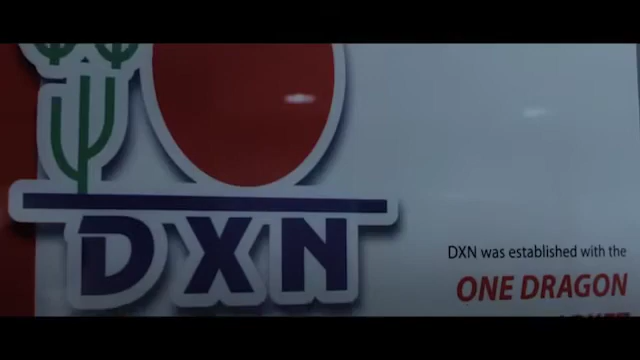 DXN
DXN was established with the
ONE DRAGON